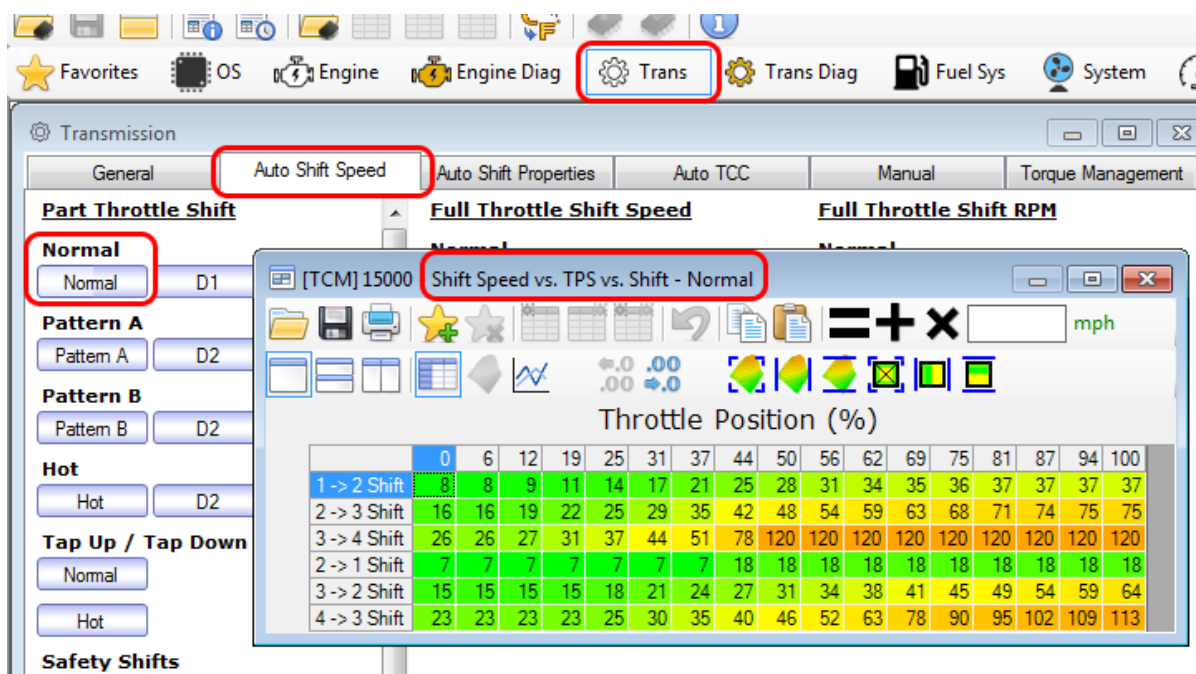 Favorites OS Engine Engine Diag Trans Trans Diag Fuel Sys System
Transmission
General Auto Shift Speed Auto Shift Properties Auto TCC Manual Torque Management
Part Throttle Shift Full Throttle Shift Speed Full Throttle Shift RPM
Normal
Normal D1
[TCM] 15000 Shift Speed vs. TPS vs. Shift - Normal
mph
Pattern A
Pattern A D2
Pattern B
Pattern B D2
Hot
Hot D2
Tap Up / Tap Down
Normal
Hot
Safety Shifts
.0 .00
.00 .0
Throttle Position (%)
0 6 12 19 25 31 37 44 50 56 62 69 75 81 87 94 100
1 -> 2 Shift 8 8 9 11 14 17 21 25 28 31 34 35 36 37 37 37 37
2 -> 3 Shift 16 16 19 22 25 29 35 42 48 54 59 63 68 71 74 75 75
3 -> 4 Shift 26 26 27 31 37 44 51 78 120 120 120 120 120 120 120 120 120
2 -> 1 Shift 7 7 7 7 7 7 7 18 18 18 18 18 18 18 18 18 18
3 -> 2 Shift 15 15 15 15 18 21 24 27 31 34 38 41 45 49 54 59 64
4 -> 3 Shift 23 23 23 23 25 30 35 40 46 52 63 78 90 95 102 109 113